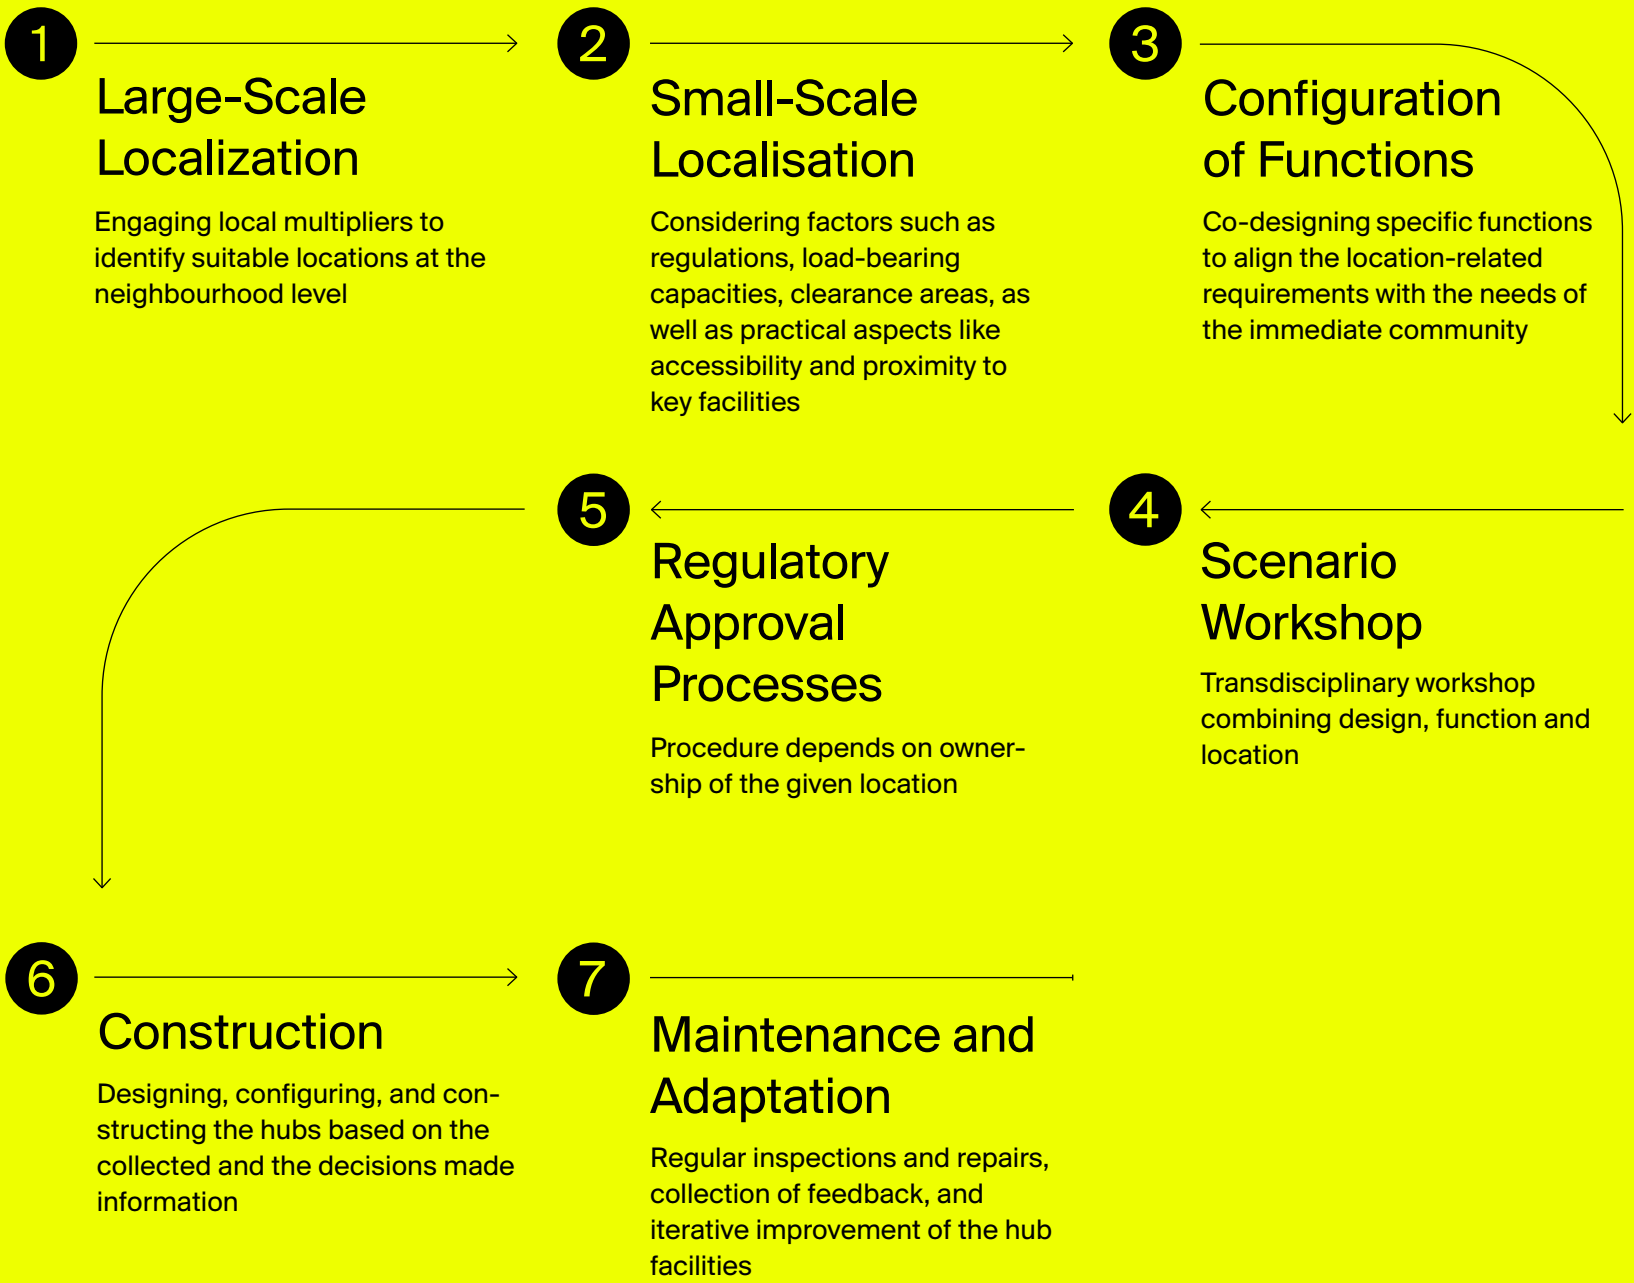 1
Large-Scale
Localization
Engaging local multipliers to
identify suitable locations at the
neighbourhood level
2
Small-Scale
Localisation
Considering factors such as
regulations, load-bearing
capacities, clearance areas, as
well as practical aspects like
accessibility and proximity to
key facilities
3
Configuration
of Functions
Co-designing specific functions
to align the location-related
requirements with the needs of
the immediate community
4
Scenario
Workshop
Transdisciplinary workshop
combining design, function and
location
5
Regulatory
Approval
Processes
Procedure depends on owner-
ship of the given location
6
Construction
Designing, configuring, and con-
structing the hubs based on the
collected and the decisions made
information
7
Maintenance and
Adaptation
Regular inspections and repairs,
collection of feedback, and
iterative improvement of the hub
facilities